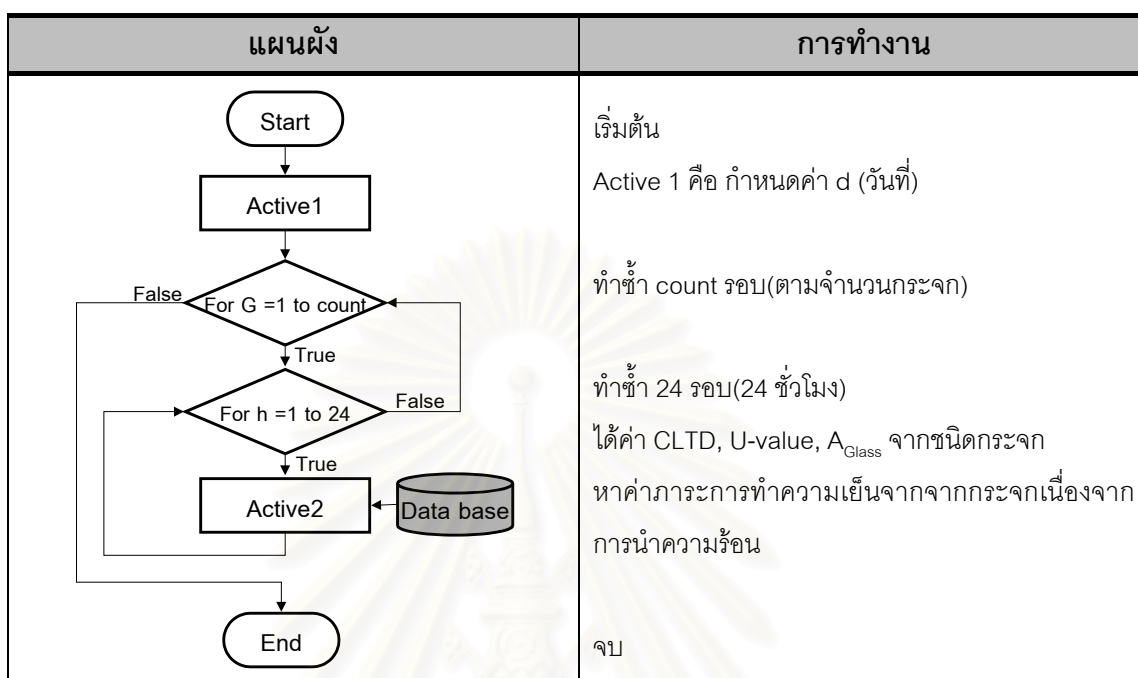 แผนผัง
การทำงาน
Start
Active1
False
For G =1 to count
True
For h =1 to 24
False
True
Active2
Data base
End
เริ่มต้น
Active 1 คือ กำหนดค่า d (วันที่)
ทำซ้ำ count รอบ(ตามจำนวนกระจก)
ทำซ้ำ 24 รอบ(24 ชั่วโมง)
ได้ค่า CLTD, U-value, A_Glass จากชนิดกระจก
หาค่าภาระการทำความเย็นจากจากกระจกเนื่องจาก
การนำความร้อน
จบ